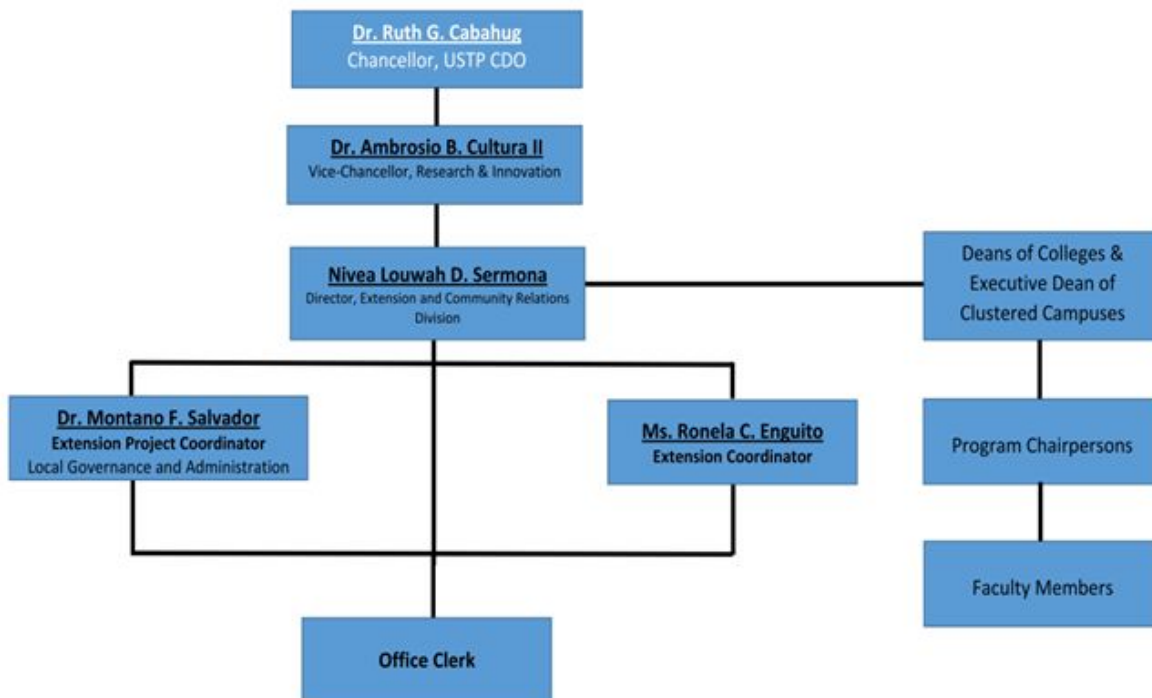 Dr. Ruth G. Cabahug
Chancellor, USTP CDO
Dr. Ambrosio B. Cultura II
Vice-Chancellor, Research & Innovation
Nivea Louwah D. Sermona
Director, Extension and Community Relations
Division
Deans of Colleges &
Executive Dean of
Clustered Campuses
Dr. Montano F. Salvador
Extension Project Coordinator
Local Governance and Administration
Ms. Ronela C. Enguito
Extension Coordinator
Program Chairpersons
Faculty Members
Office Clerk